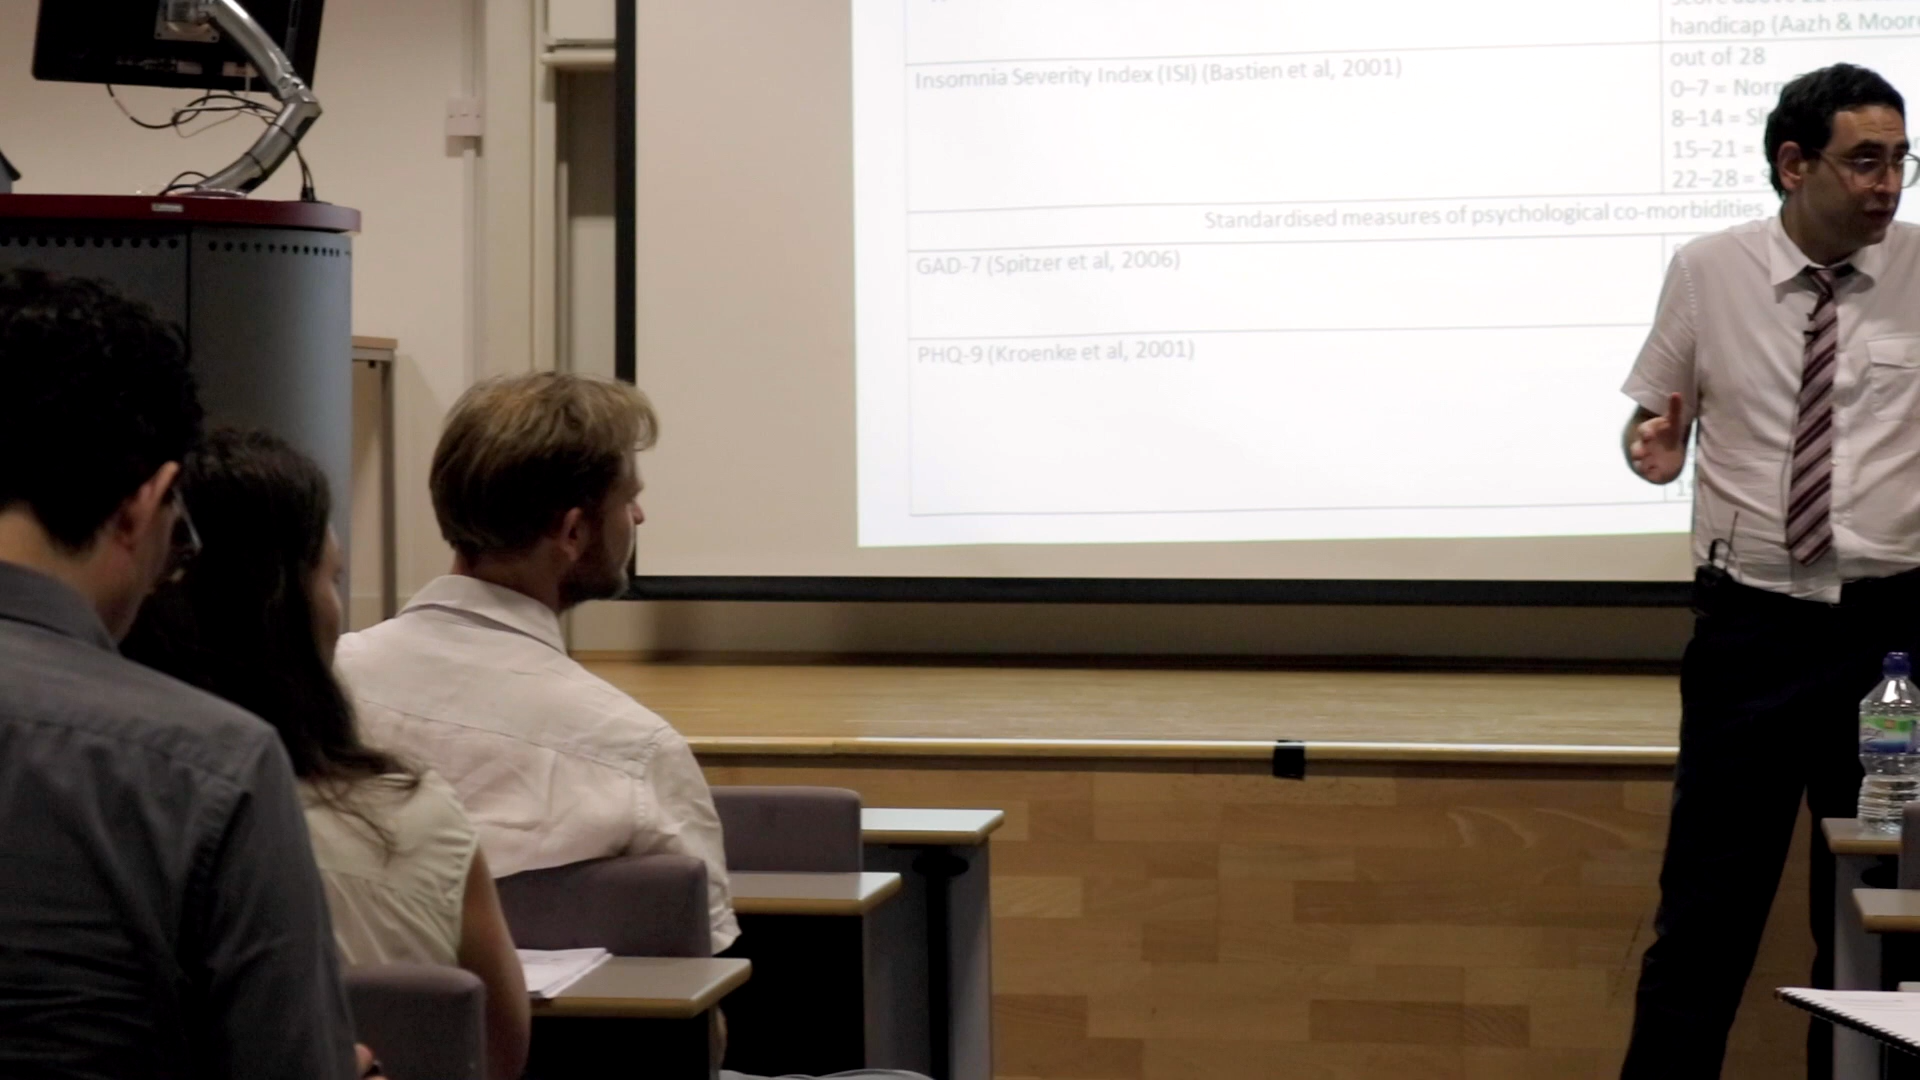 handicap (Aazh & Moore
Insomnia Severity Index (ISI) (Bastien et al, 2001)
out of 28
0–7 =
8–14 =
15–21 =
22–28 =
Standardised measures of psychological co-morbidities
GAD-7 (Spitzer et al, 2006)
PHQ-9 (Kroenke et al, 2001)